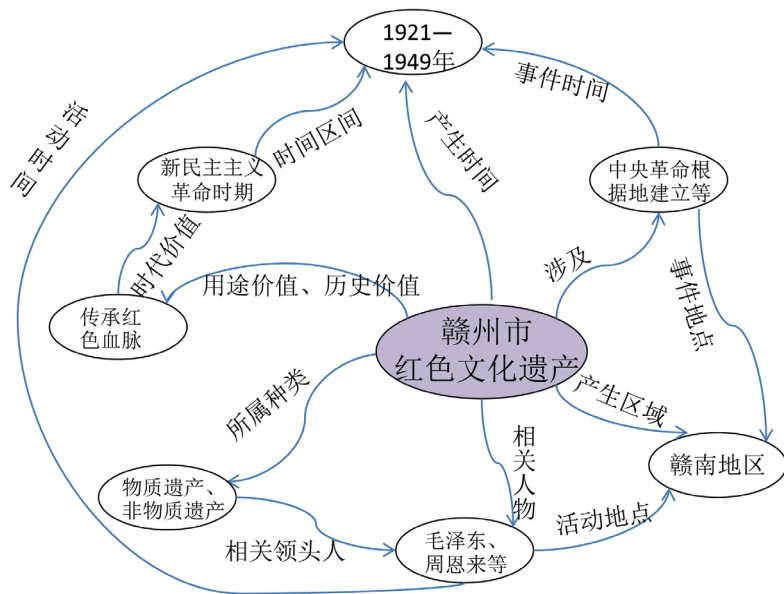 1921—
1949年
事件时间
活动时间
产生时间
时间区间
新民主主义
革命时期
中央革命根
据地建立等
时代价值
涉及
用途价值、历史价值
事件地点
传承红
色血脉
赣州市
红色文化遗产
所属种类
产生区域
相关人物
赣南地区
物质遗产、
非物质遗产
活动地点
相关领头人
毛泽东、
周恩来等